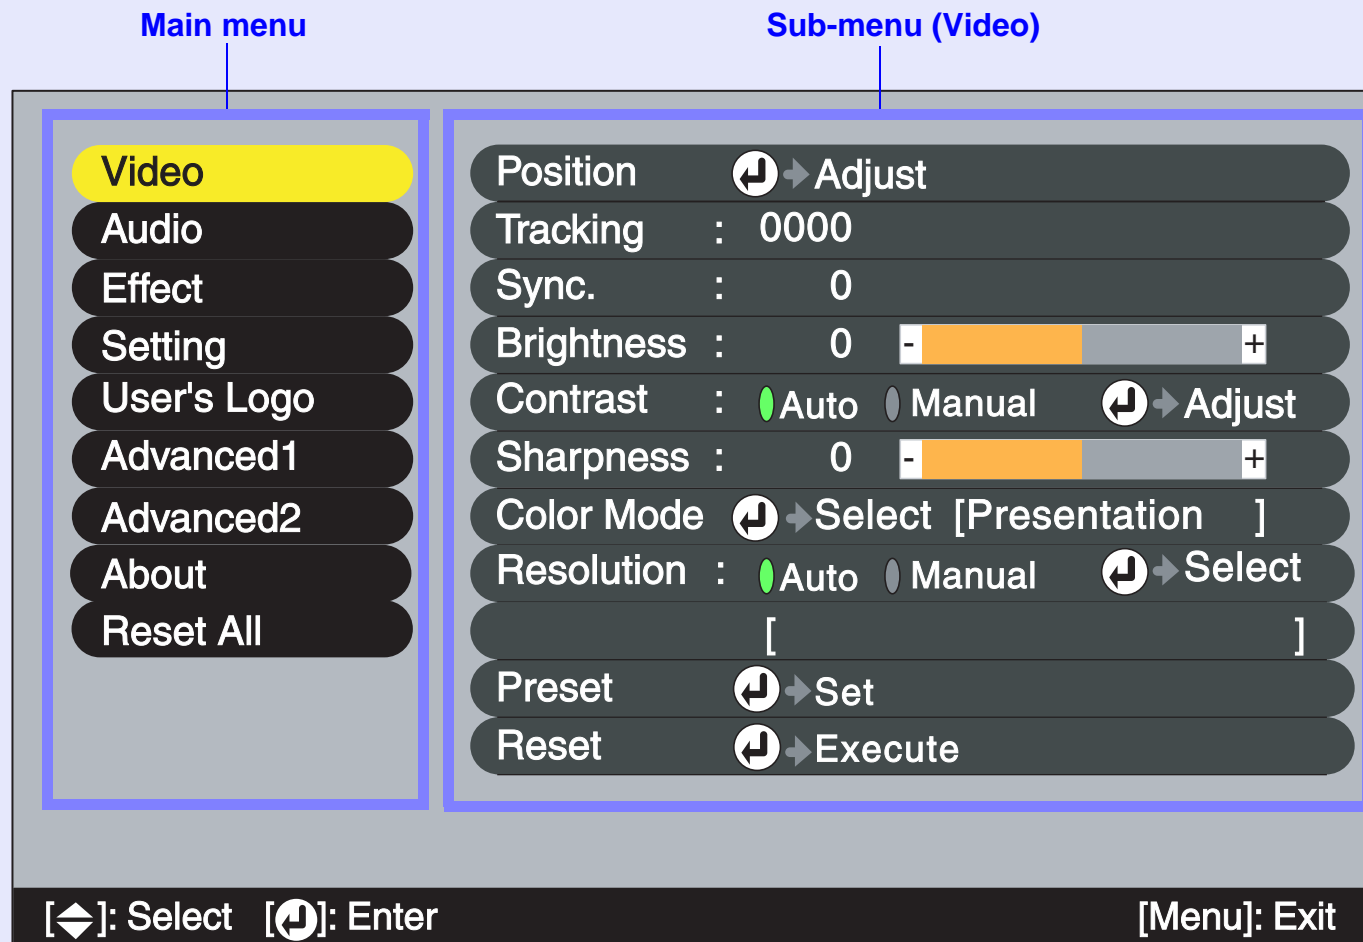 Main menu
Sub-menu (Video)
Video
Audio
Effect
Setting
User's Logo
Advanced1
Advanced2
About
Reset All
Position Adjust
Tracking : 0000
Sync. : 0
Brightness : 0 - +
Contrast : Auto Manual Adjust
Sharpness : 0 - +
Color Mode Select [Presentation ]
Resolution : Auto Manual Select
[ ]
Preset Set
Reset Execute
[ ]: Select [ ]: Enter [Menu]: Exit